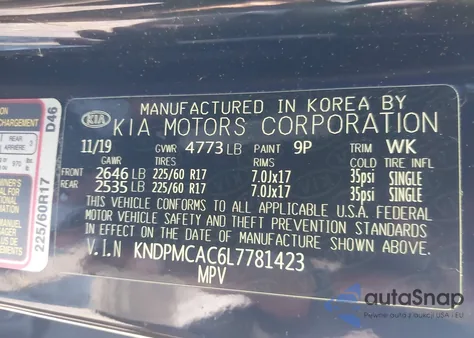 MANUFACTURED IN KOREA BY
KIA KIA MOTORS CORPORATION
11/19 GVWR 4773 LB PAINT 9P TRIM WK
GAWR TIRES RIMS COLD TIRE INFL
FRONT 2646 LB 225/60 R17 7.0Jx17 35psi SINGLE
REAR 2535 LB 225/60 R17 7.0Jx17 35psi SINGLE
THIS VEHICLE CONFORMS TO ALL APPLICABLE U.S.A. FEDERAL
MOTOR VEHICLE SAFETY AND THEFT PREVENTION STANDARDS
IN EFFECT ON THE DATE OF MANUFACTURE SHOWN ABOVE.
V.I.N KNDPMCAC6L7781423
MPV
D46
225/60R17
REAR
ARRIÈRE
autoSnap